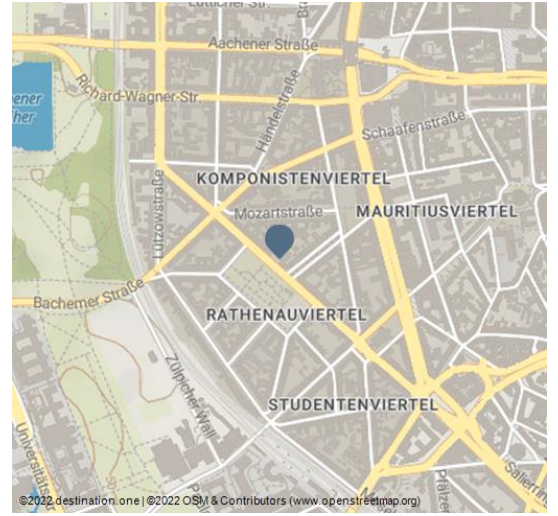 Lütticher Str.
Aachener Straße
Richard-Wagner-Str.
Händelstraße
Schaafenstraße
KOMPONISTENVIERTEL
Lützowstraße
Mozartstraße
MAURITIUSVIERTEL
Bachemer Straße
RATHENAUVIERTEL
Zülpicher Wall
STUDENTENVIERTEL
Salierring
©2022 destination.one | ©2022 OSM & Contributors (www.openstreetmap.org)